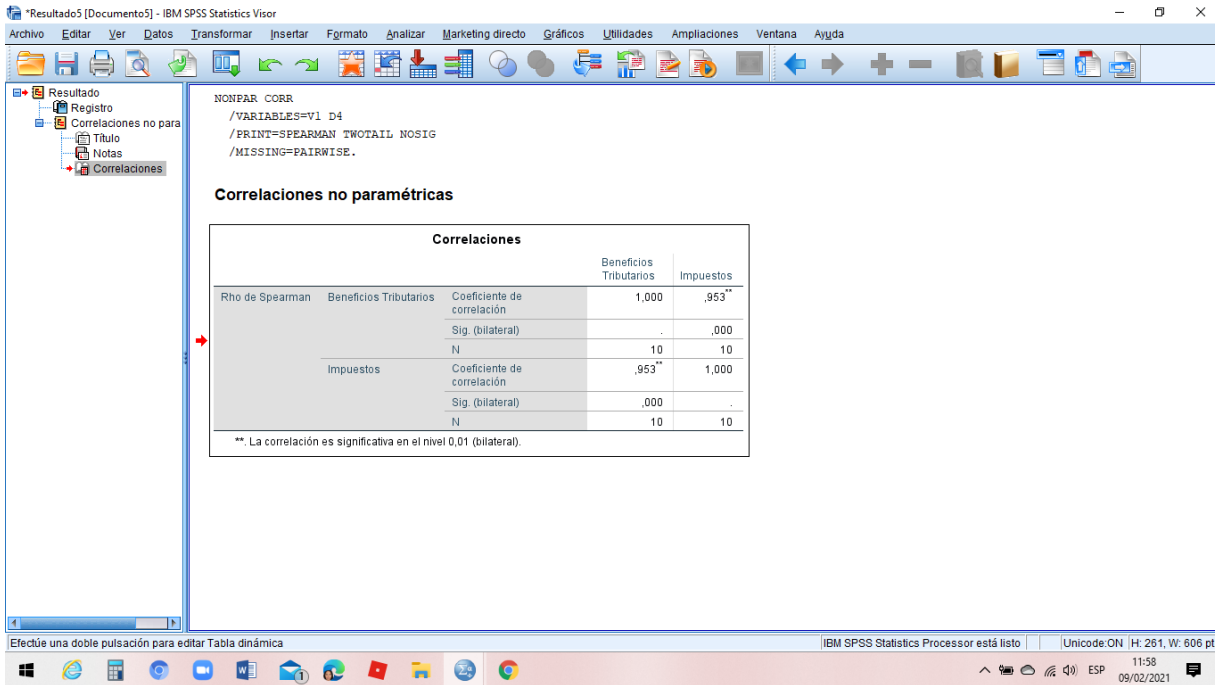 *Resultado5 [Documento5] - IBM SPSS Statistics Visor
Archivo Editar Ver Datos Transformar Insertar Formato Analizar Marketing directo Gráficos Utilidades Ampliaciones Ventana Ayuda
Resultado
Registro
Correlaciones no para
Título
Notas
Correlaciones
NONPAR CORR
/VARIABLES=V1 D4
/PRINT=SPEARMAN TWOTAIL NOSIG
/MISSING=PAIRWISE.
Correlaciones no paramétricas
Correlaciones
Beneficios Tributarios Impuestos
Rho de Spearman Beneficios Tributarios Coeficiente de correlación 1,000 ,953**
Sig. (bilateral) . ,000
N 10 10
Impuestos Coeficiente de correlación ,953** 1,000
Sig. (bilateral) ,000 .
N 10 10
**. La correlación es significativa en el nivel 0,01 (bilateral).
Efectúe una doble pulsación para editar Tabla dinámica
IBM SPSS Statistics Processor está listo Unicode:ON H: 261, W: 606 pt
ESP 11:58
09/02/2021